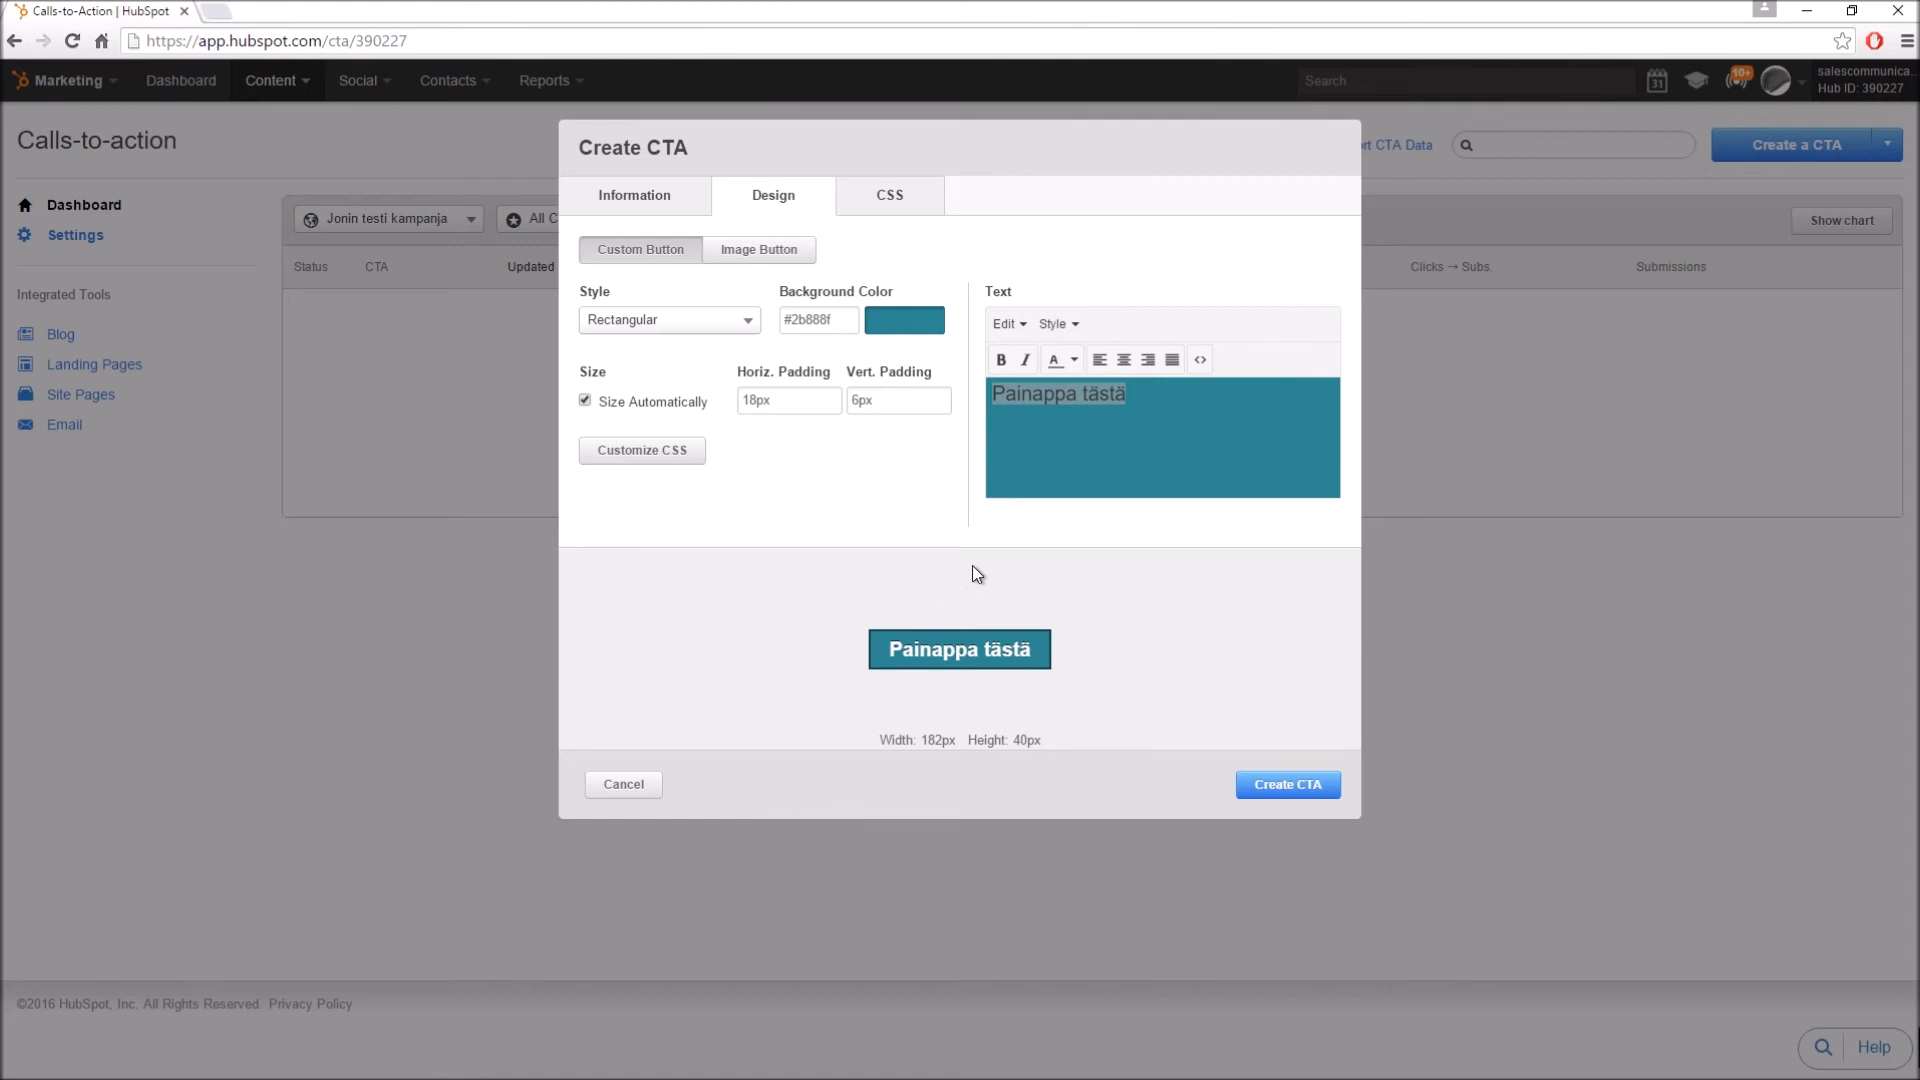 Calls-to-Action | HubSpot
https://app.hubspot.com/cta/390227
Marketing Dashboard Content Social Contacts Reports Search 31 10+ salescommunica...
Hub ID: 390227
Calls-to-action
rt CTA Data
Create a CTA
Dashboard
Settings
Integrated Tools
Blog
Landing Pages
Site Pages
Email
Jonin testi kampanja
All C
Show chart
Status CTA Updated Clicks → Subs. Submissions
Create CTA
Information Design CSS
Custom Button Image Button
Style Background Color Text
Rectangular #2b888f
Edit Style
B I A <>
Size Horiz. Padding Vert. Padding
Size Automatically 18px 6px
Painappa tästä
Customize CSS
Painappa tästä
Width: 182px Height: 40px
Cancel Create CTA
©2016 HubSpot, Inc. All Rights Reserved. Privacy Policy
Help